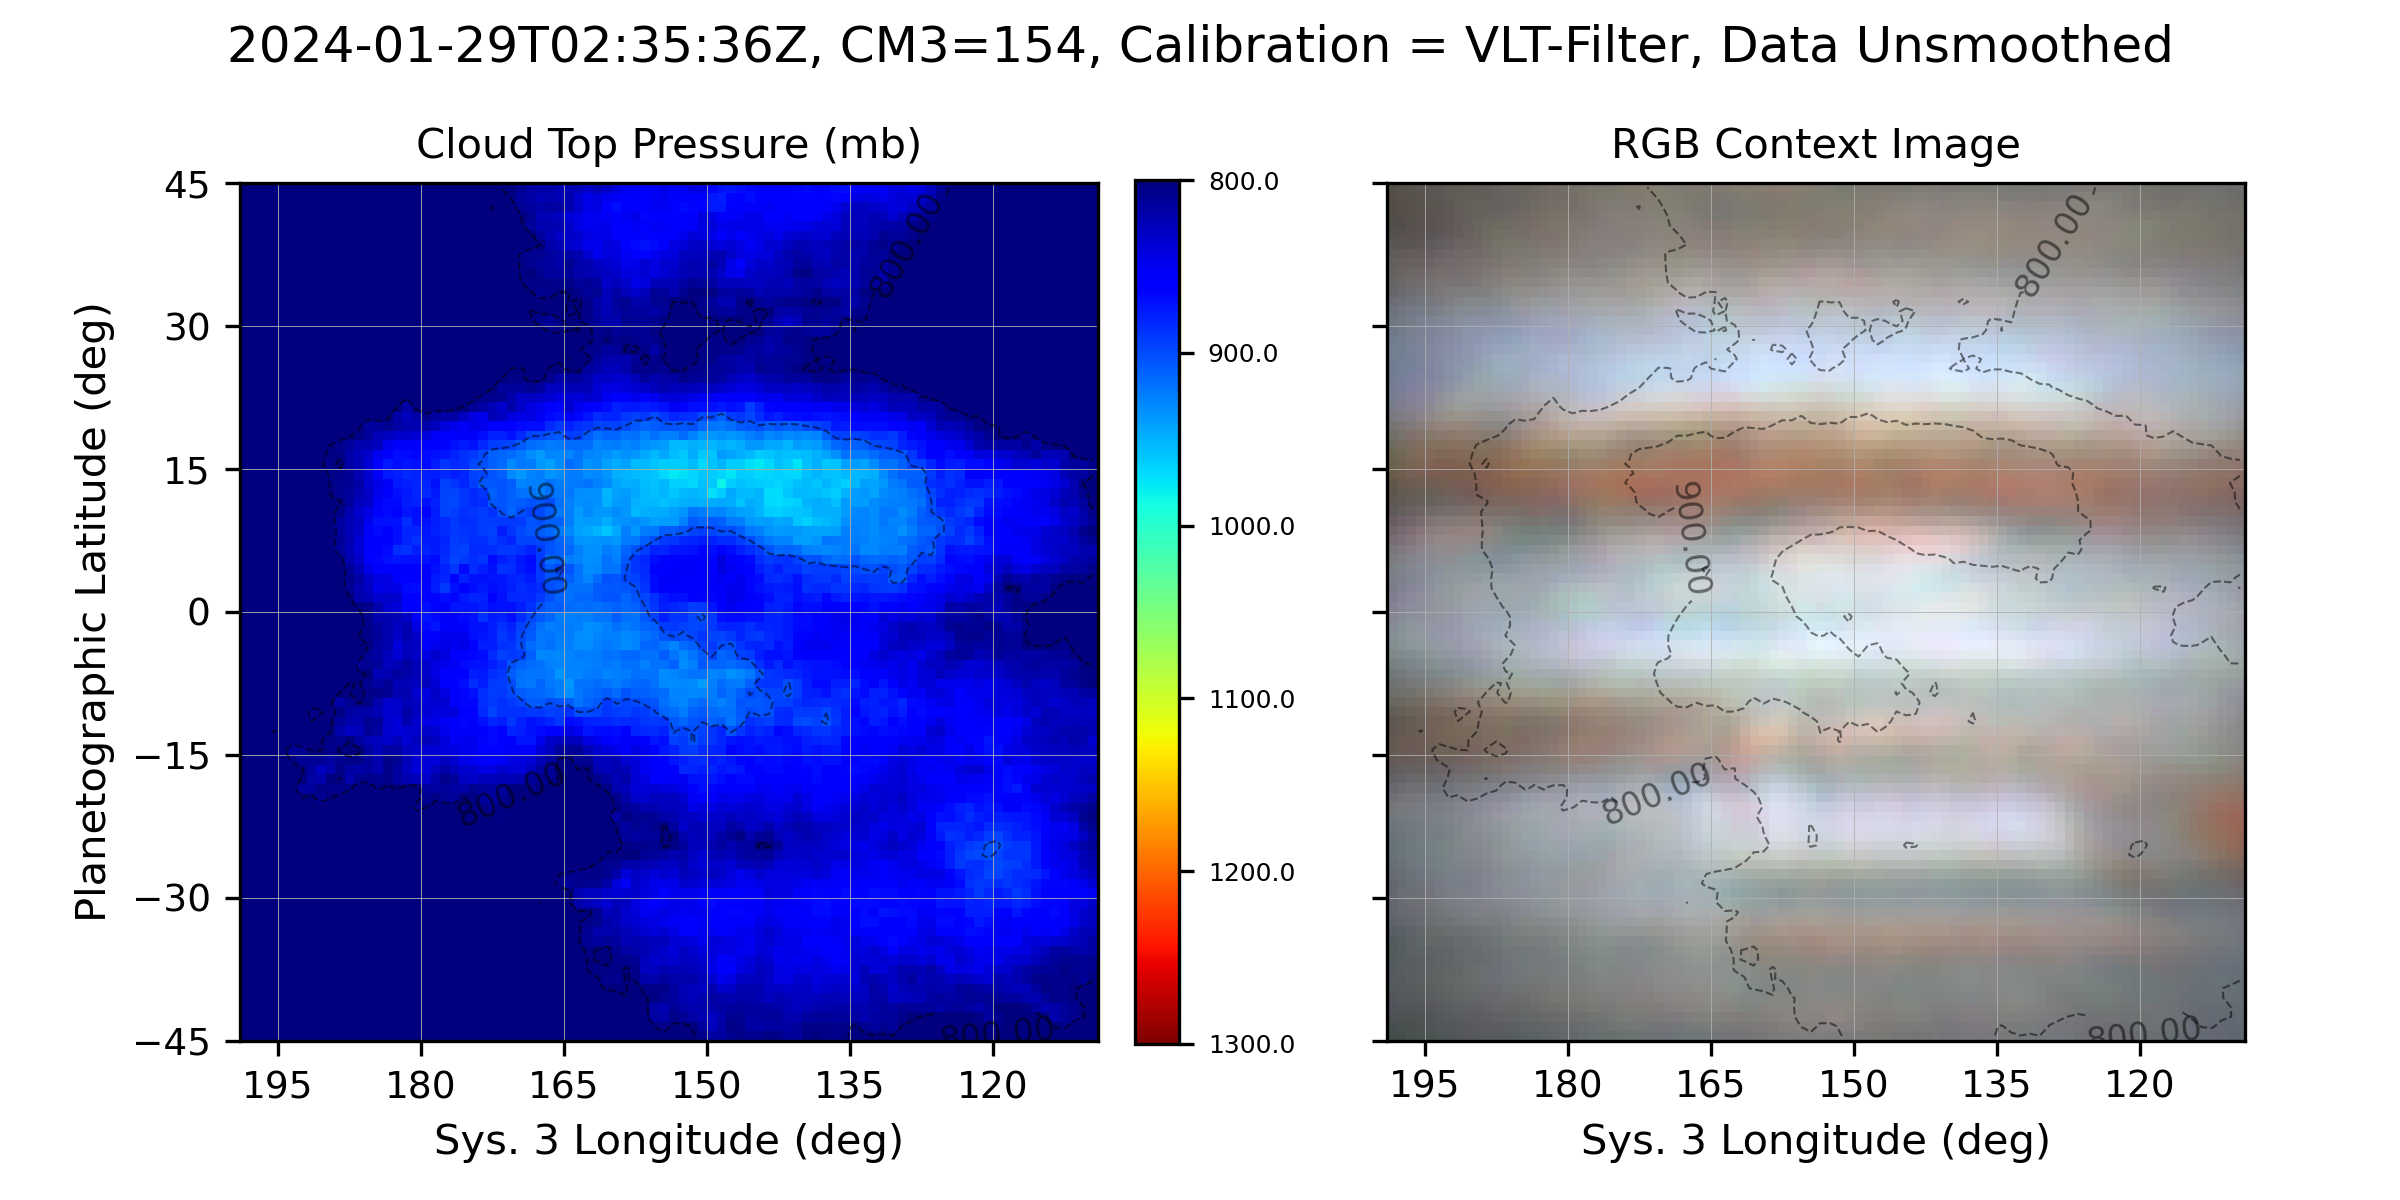 2024-01-29T02:35:36Z, CM3=154, Calibration = VLT-Filter, Data Unsmoothed
Cloud Top Pressure (mb)
RGB Context Image
Planetographic Latitude (deg)
45
30
15
0
−15
−30
−45
800.00
900.00
800.00
800.00
195 180 165 150 135 120
Sys. 3 Longitude (deg)
800.0
900.0
1000.0
1100.0
1200.0
1300.0
800.00
900.00
800.00
800.00
195 180 165 150 135 120
Sys. 3 Longitude (deg)